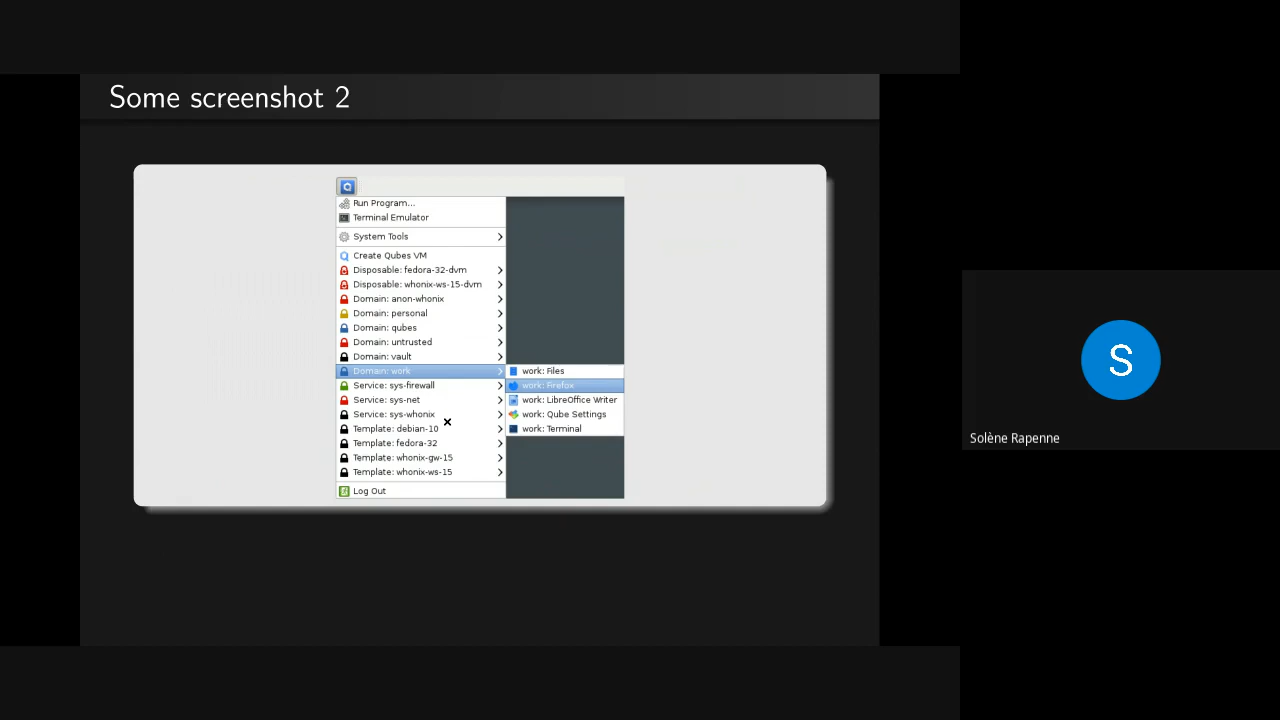 Some screenshot 2
Run Program...
Terminal Emulator
System Tools
Create Qubes VM
Disposable: fedora-32-dvm
Disposable: whonix-ws-15-dvm
Domain: anon-whonix
Domain: personal
Domain: qubes
Domain: untrusted
Domain: vault
Domain: work
Service: sys-firewall
Service: sys-net
Service: sys-whonix
Template: debian-10
Template: fedora-32
Template: whonix-gw-15
Template: whonix-ws-15
Log Out
work: Files
work: Firefox
work: LibreOffice Writer
work: Qube Settings
work: Terminal
S
Solène Rapenne